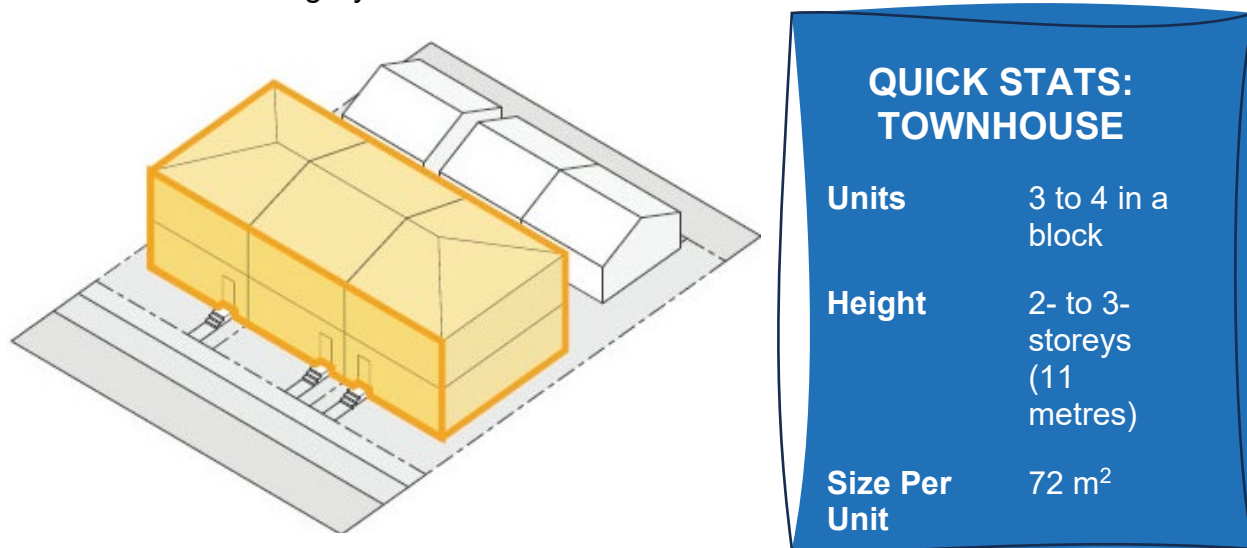 QUICK STATS:
TOWNHOUSE
Units 3 to 4 in a
block
Height 2- to 3-
storeys
(11
metres)
Size Per 72 m²
Unit